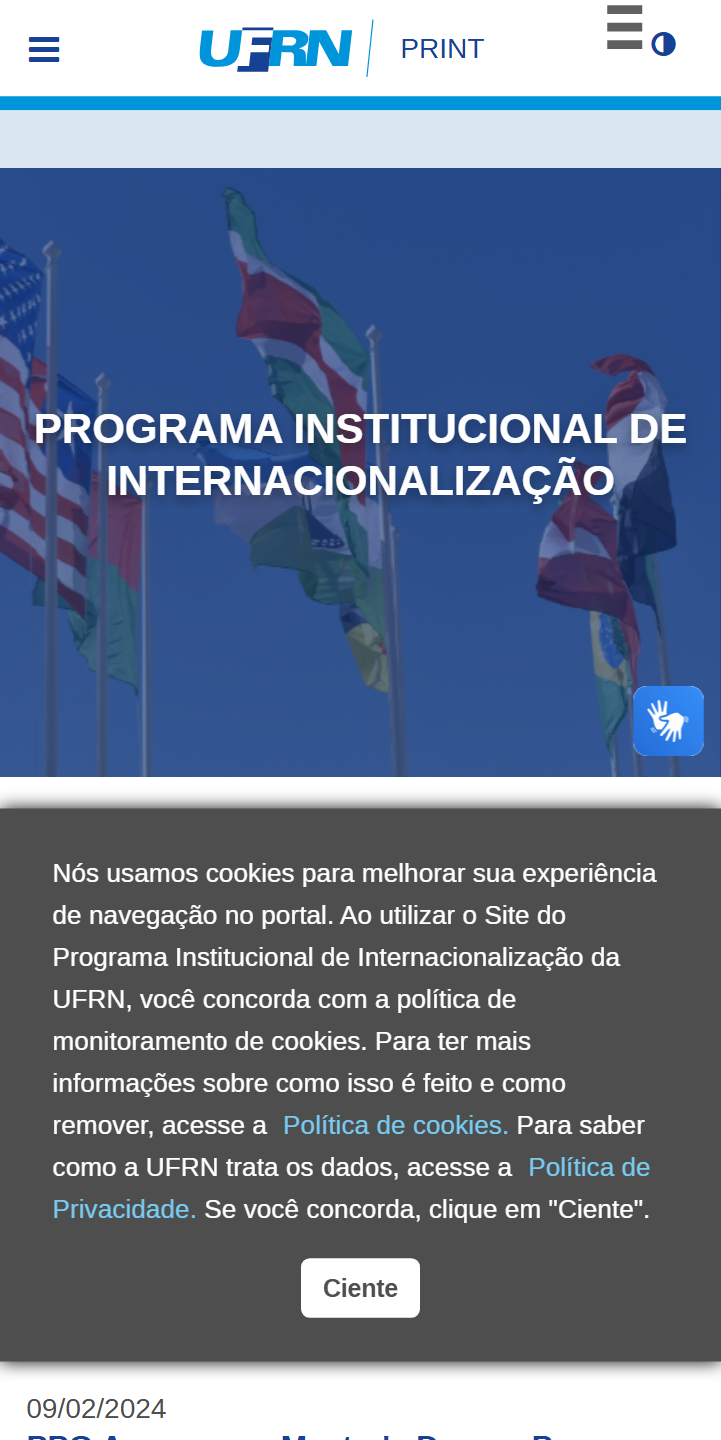 UFRN PRINT
PROGRAMA INSTITUCIONAL DE
INTERNACIONALIZAÇÃO
Nós usamos cookies para melhorar sua experiência
de navegação no portal. Ao utilizar o Site do
Programa Institucional de Internacionalização da
UFRN, você concorda com a política de
monitoramento de cookies. Para ter mais
informações sobre como isso é feito e como
remover, acesse a Política de cookies. Para saber
como a UFRN trata os dados, acesse a Política de
Privacidade. Se você concorda, clique em "Ciente".
Ciente
09/02/2024